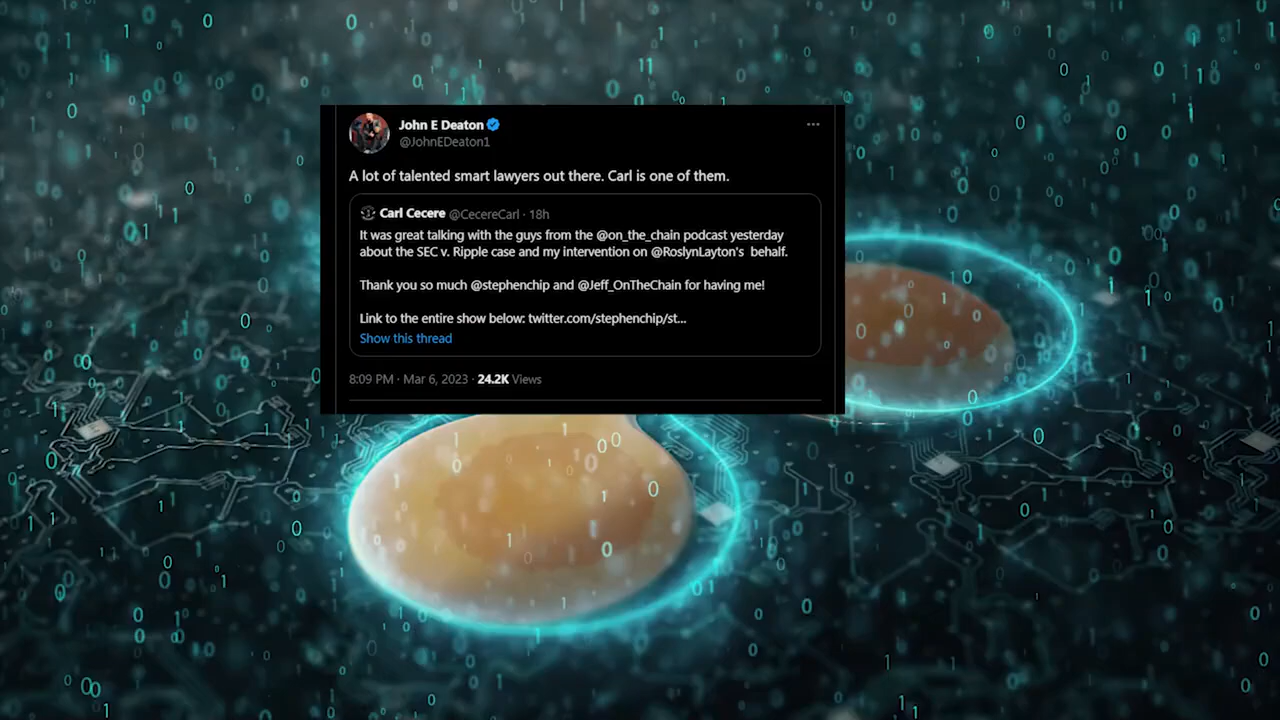 John E Deaton
@JohnEDeaton1
A lot of talented smart lawyers out there. Carl is one of them.
Carl Cecere @CecereCarl · 18h
It was great talking with the guys from the @on_the_chain podcast yesterday
about the SEC v. Ripple case and my intervention on @RoslynLayton's behalf.
Thank you so much @stephenchip and @Jeff_OnTheChain for having me!
Link to the entire show below: twitter.com/stephenchip/st...
Show this thread
8:09 PM · Mar 6, 2023 · 24.2K Views